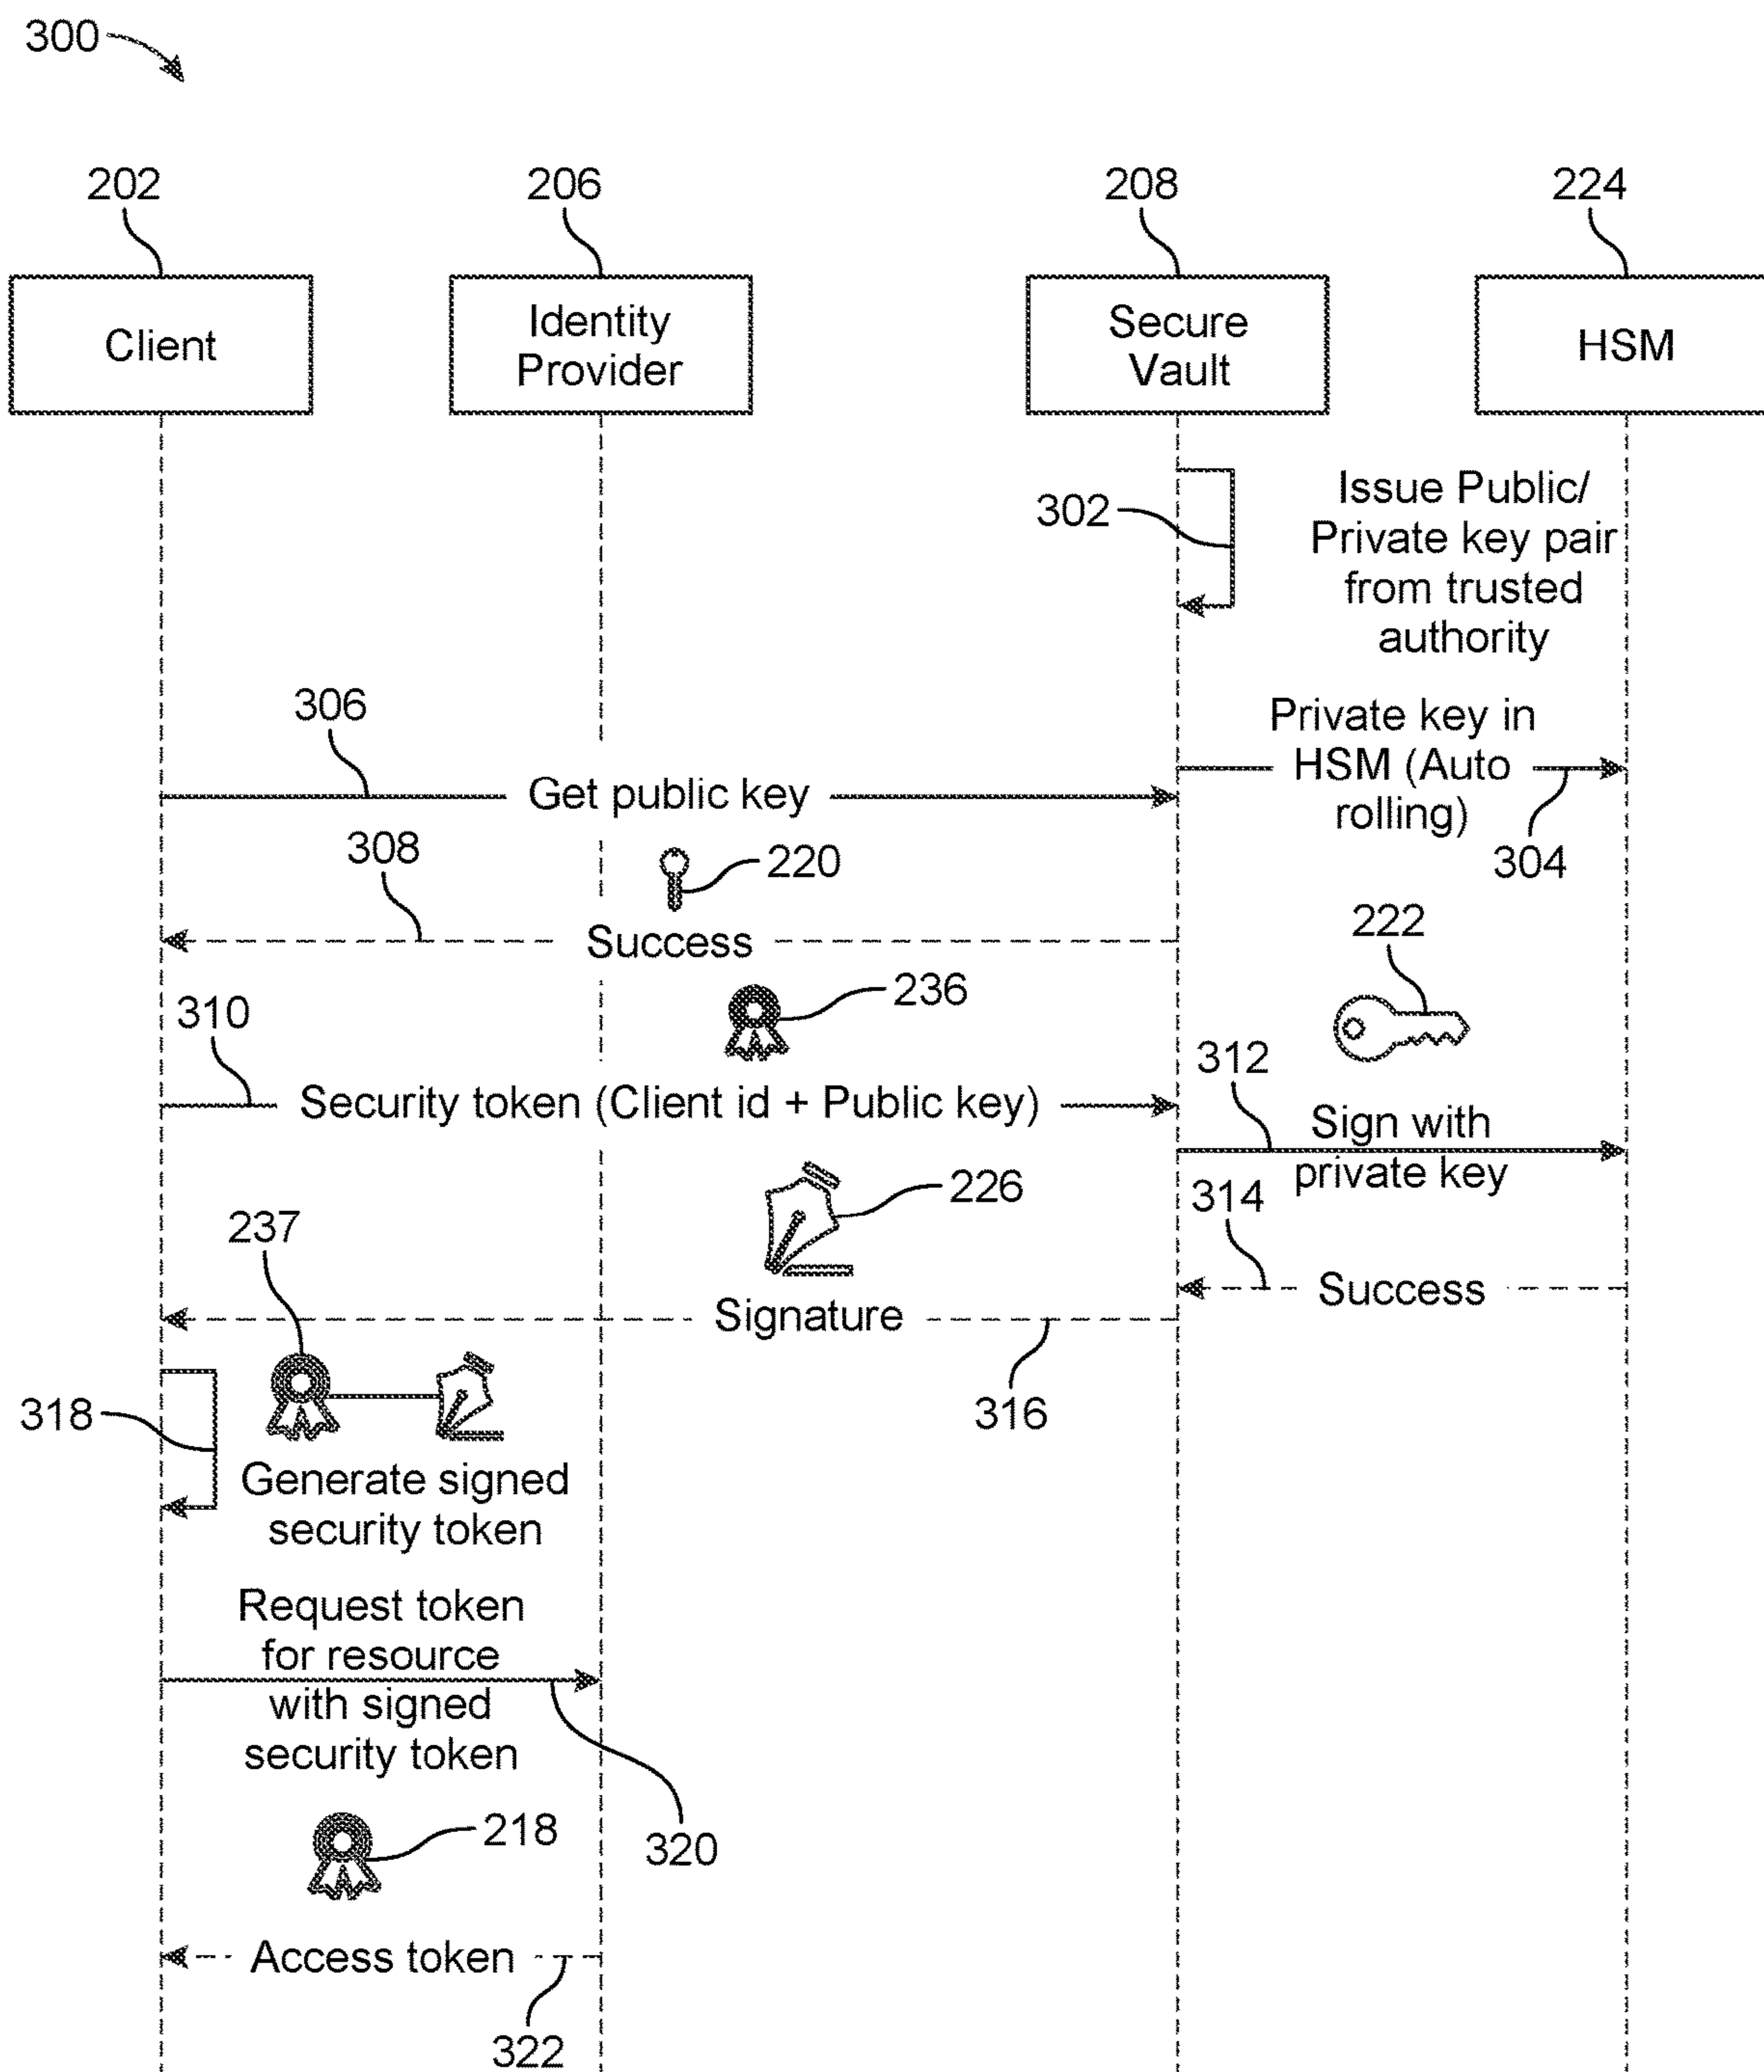 300
202
206
208
224
Client
Identity
Provider
Secure
Vault
HSM
302
Issue Public/
Private key pair
from trusted
authority
306
Get public key
Private key in
HSM (Auto
rolling)
304
308
220
Success
222
236
310
Security token (Client id + Public key)
312
Sign with
private key
226
314
237
Success
Signature
316
318
Generate signed
security token
Request token
for resource
with signed
security token
320
218
Access token
322